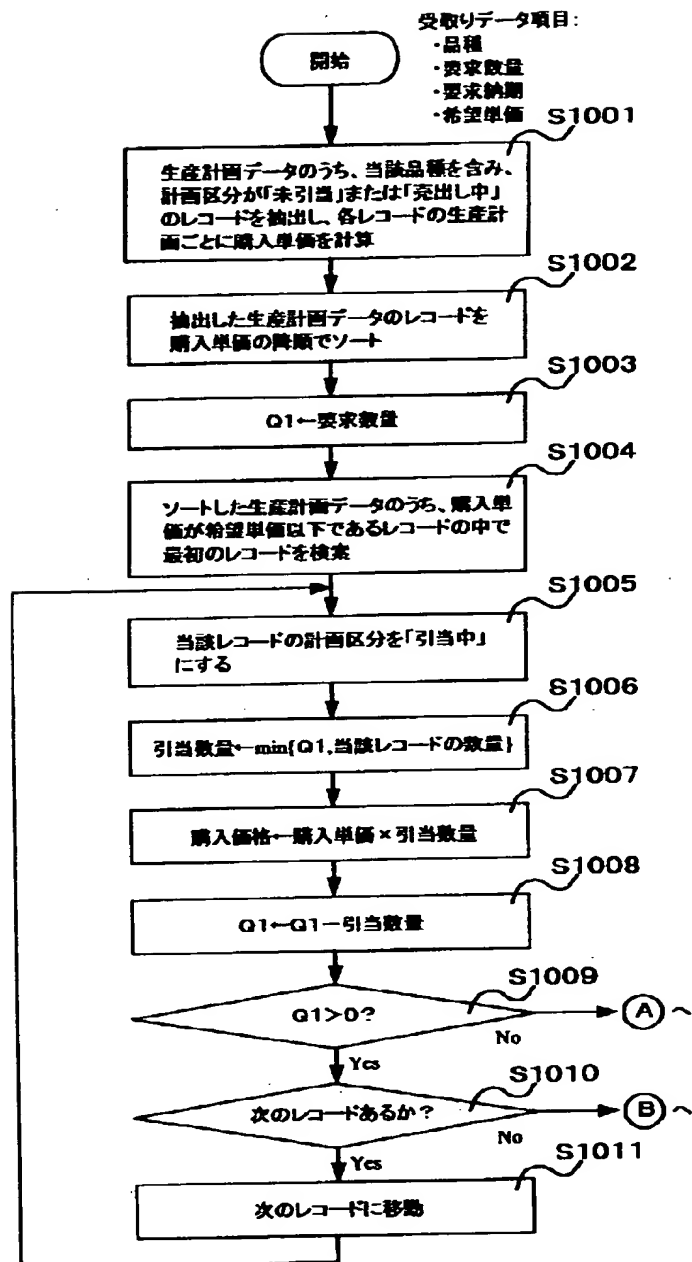 受取りデータ項目：
・品種
・要求数量
・要求納期
・希望単価
開始
S1001
生産計画データのうち、当該品種を含み、
計画区分が「未引当」または「売出し中」
のレコードを抽出し、各レコードの生産計
画ごとに購入単価を計算
S1002
抽出した生産計画データのレコードを
購入単価の降順でソート
S1003
Q1←要求数量
S1004
ソートした生産計画データのうち、購入単
価が希望単価以下であるレコードの中で
最初のレコードを検索
S1005
当該レコードの計画区分を「引当中」
にする
S1006
引当数量←min{Q1,当該レコードの数量}
S1007
購入価格←購入単価×引当数量
S1008
Q1←Q1−引当数量
S1009
Q1>0?
No
A へ
Yes
S1010
次のレコードあるか?
No
B へ
Yes
S1011
次のレコードに移動